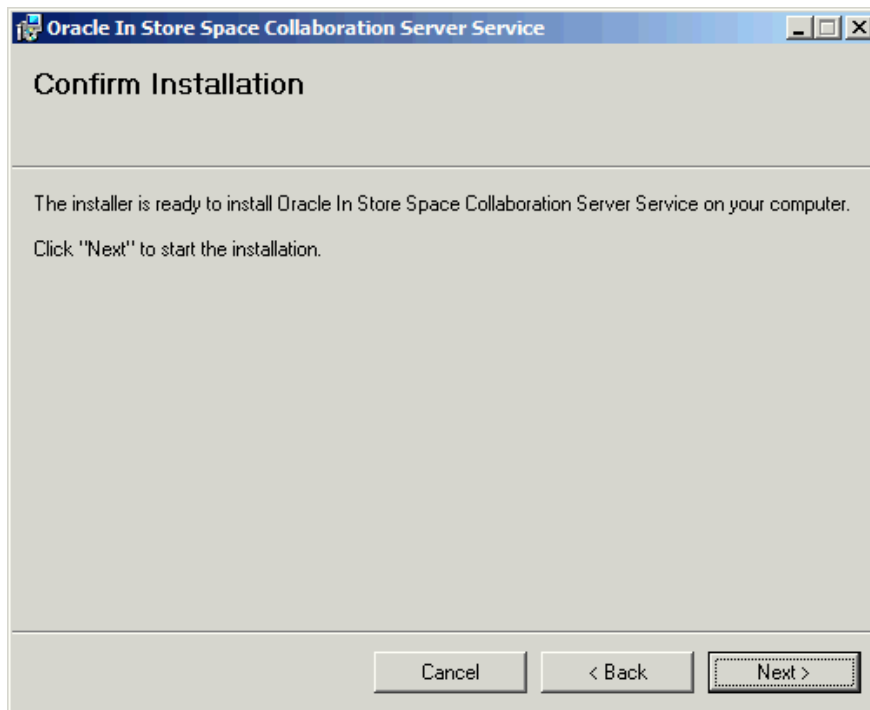 Oracle In Store Space Collaboration Server Service
Confirm Installation
The installer is ready to install Oracle In Store Space Collaboration Server Service on your computer.
Click "Next" to start the installation.
Cancel
< Back
Next >